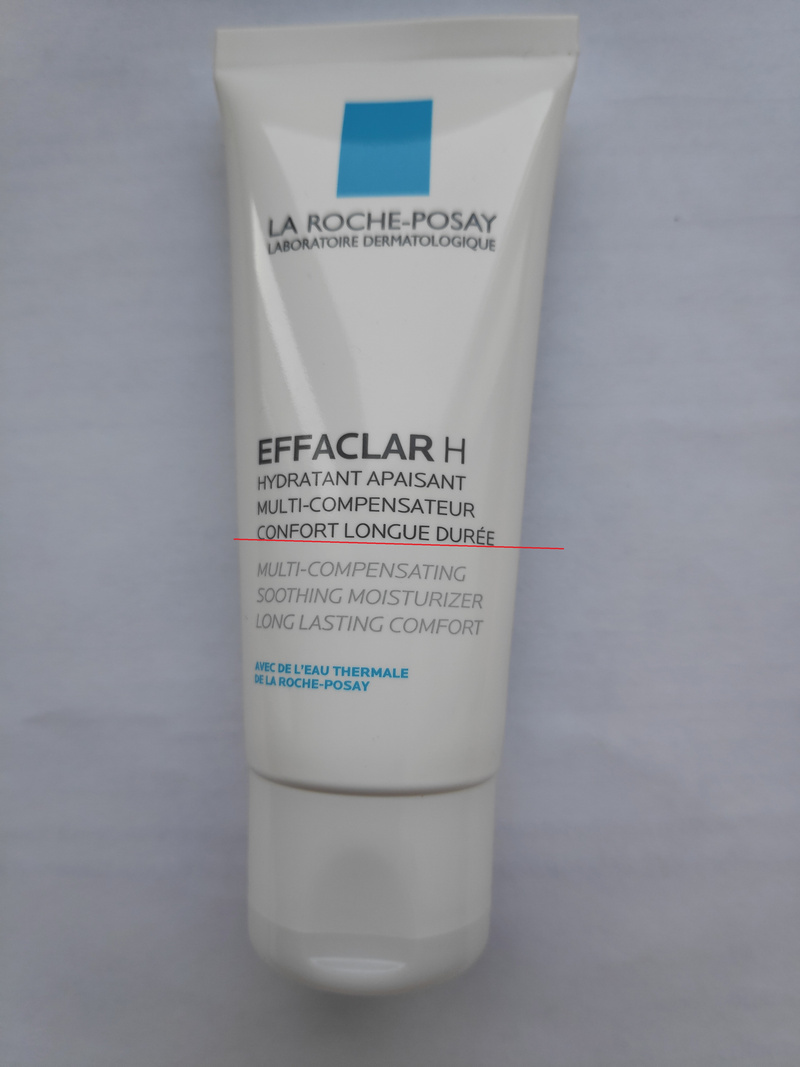 LA ROCHE-POSAY
LABORATOIRE DERMATOLOGIQUE
EFFACLAR H
HYDRATANT APAISANT
MULTI-COMPENSATEUR
CONFORT LONGUE DURÉE
MULTI-COMPENSATING
SOOTHING MOISTURIZER
LONG LASTING COMFORT
AVEC DE L'EAU THERMALE
DE LA ROCHE-POSAY